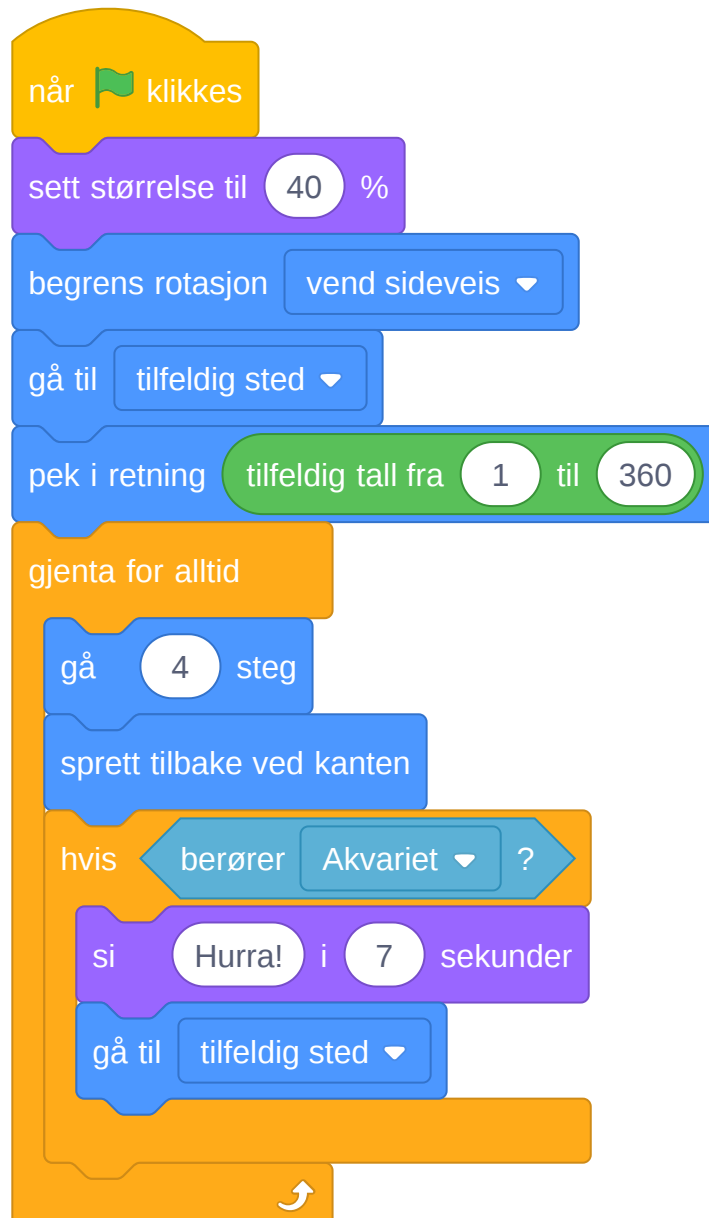 når klikkes
sett størrelse til 40 %
begrens rotasjon vend sideveis
gå til tilfeldig sted
pek i retning tilfeldig tall fra 1 til 360
gjenta for alltid
gå 4 steg
sprett tilbake ved kanten
hvis berører Akvariet ?
si Hurra! i 7 sekunder
gå til tilfeldig sted